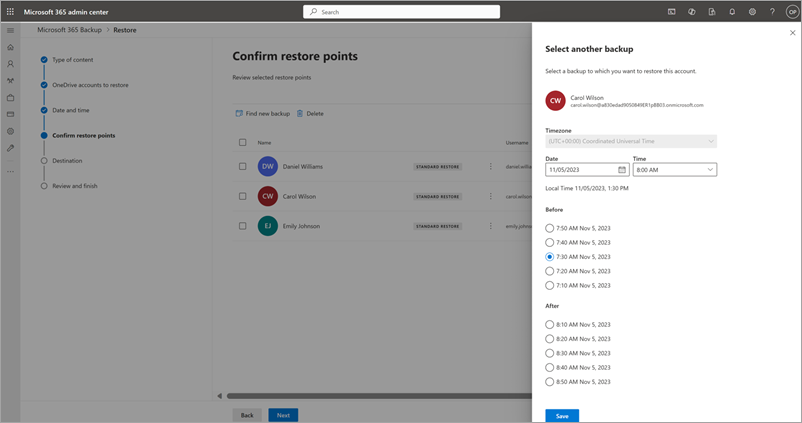 Microsoft 365 admin center
Search
OP
Microsoft 365 Backup > Restore
Type of content
OneDrive accounts to restore
Date and time
Confirm restore points
Destination
Review and finish
Confirm restore points
Review selected restore points
Find new backup Delete
Name Username
DW Daniel Williams STANDARD RESTORE daniel.willia
CW Carol Wilson STANDARD RESTORE carol.wilson
EJ Emily Johnson STANDARD RESTORE emily.johnson
Back Next
Select another backup
Select a backup to which you want to restore this account.
CW
Carol Wilson
Timezone
(UTC+00:00) Coordinated Universal Time
Date Time
11/05/2023 8:00 AM
Local Time 11/05/2023, 1:30 PM
Before
7:50 AM Nov 5, 2023
7:40 AM Nov 5, 2023
7:30 AM Nov 5, 2023
7:20 AM Nov 5, 2023
7:10 AM Nov 5, 2023
After
8:10 AM Nov 5, 2023
8:20 AM Nov 5, 2023
8:30 AM Nov 5, 2023
8:40 AM Nov 5, 2023
8:50 AM Nov 5, 2023
Save